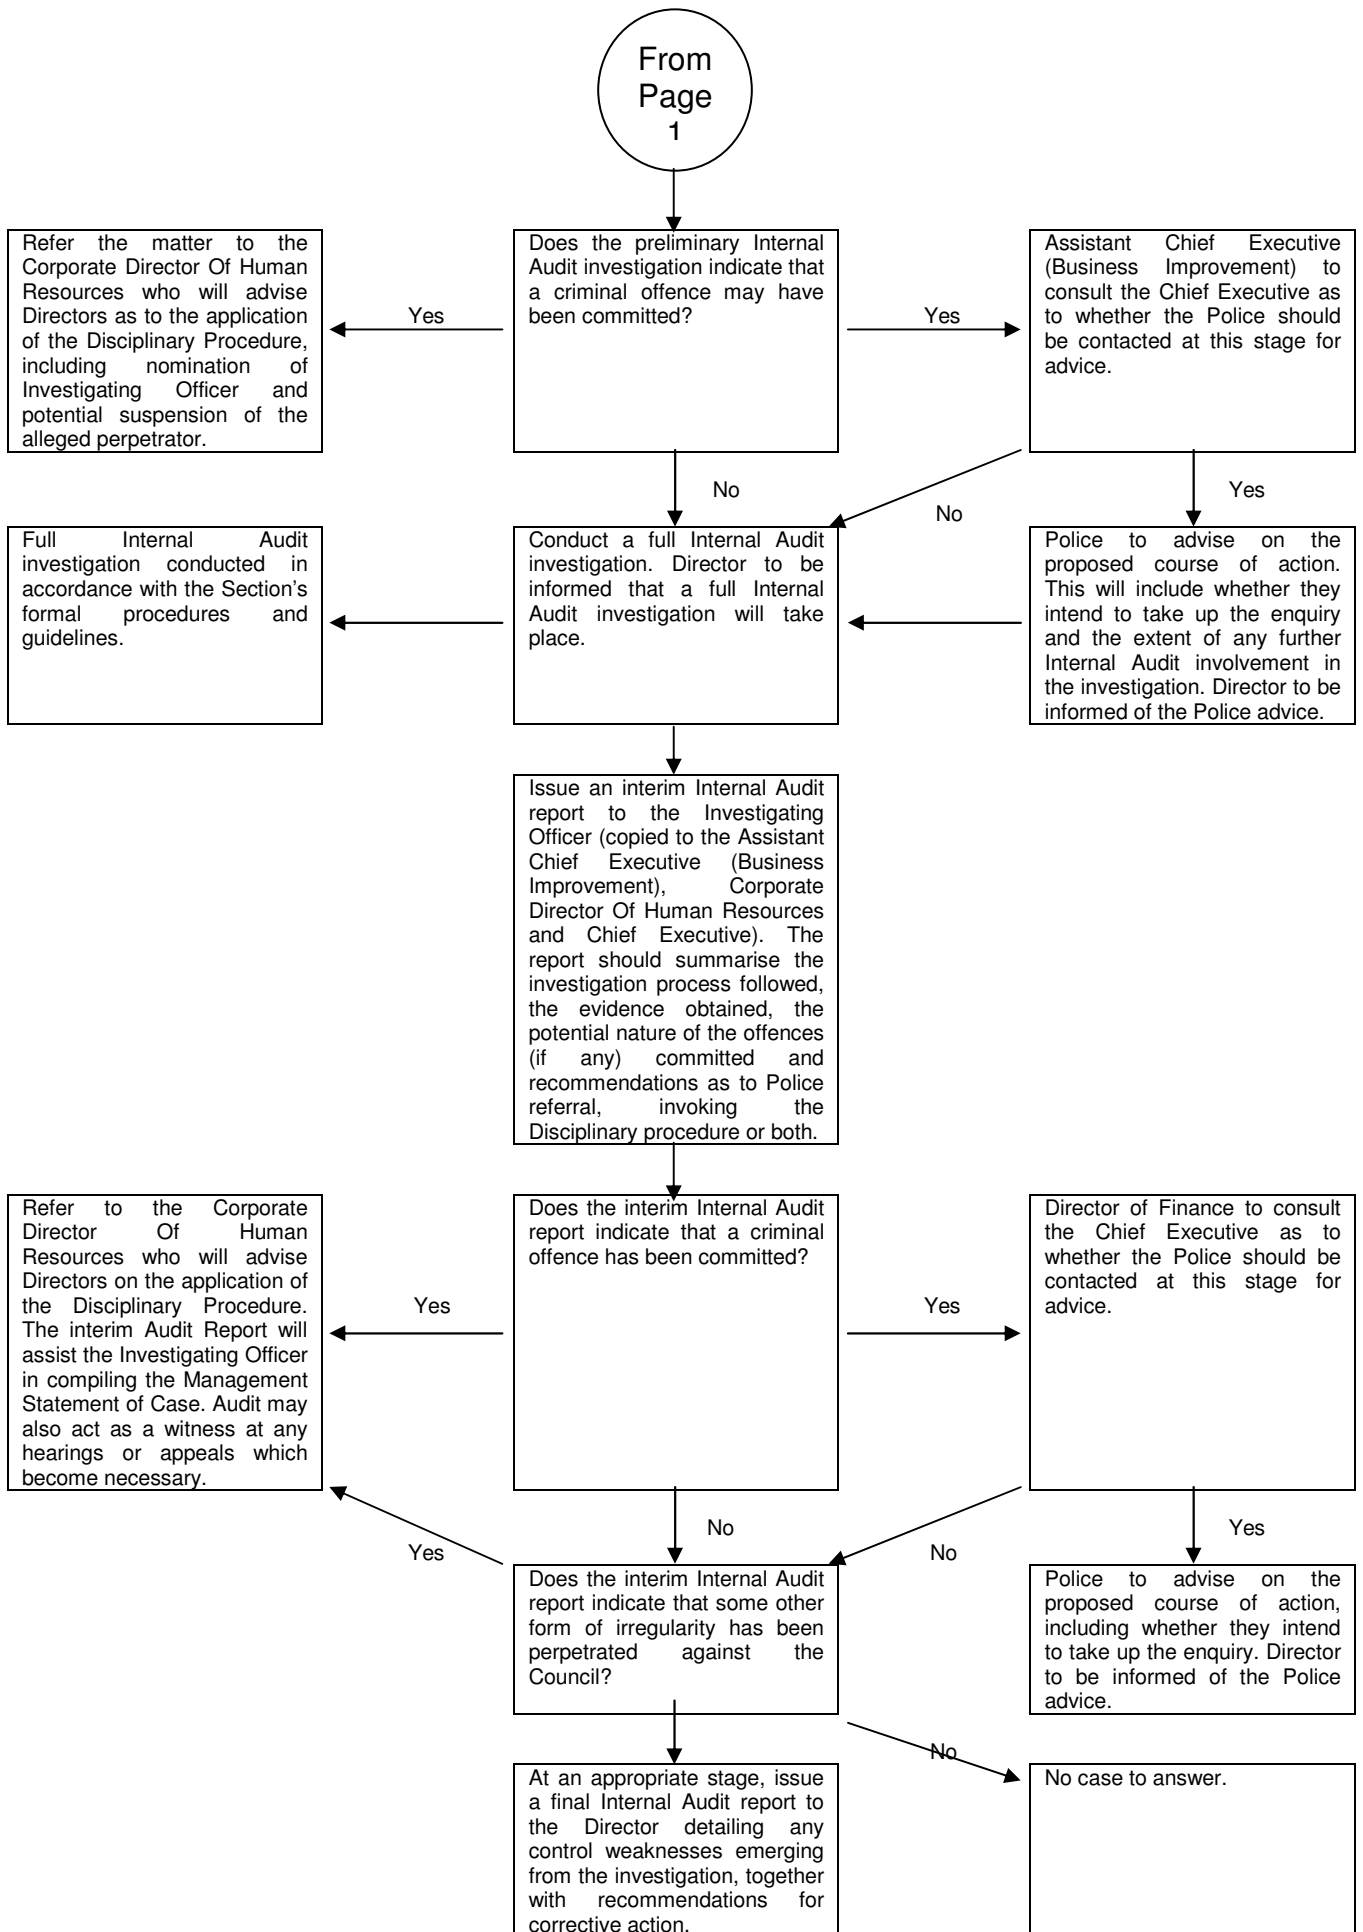 From
Page
1
Refer the matter to the
Corporate Director Of Human
Resources who will advise
Directors as to the application
of the Disciplinary Procedure,
including nomination of
Investigating Officer and
potential suspension of the
alleged perpetrator.
Yes
Does the preliminary Internal
Audit investigation indicate that
a criminal offence may have
been committed?
Yes
Assistant Chief Executive
(Business Improvement) to
consult the Chief Executive as
to whether the Police should
be contacted at this stage for
advice.
No
No
Yes
Full Internal Audit
investigation conducted in
accordance with the Section's
formal procedures and
guidelines.
Conduct a full Internal Audit
investigation. Director to be
informed that a full Internal
Audit investigation will take
place.
Police to advise on the
proposed course of action.
This will include whether they
intend to take up the enquiry
and the extent of any further
Internal Audit involvement in
the investigation. Director to be
informed of the Police advice.
Issue an interim Internal Audit
report to the Investigating
Officer (copied to the Assistant
Chief Executive (Business
Improvement), Corporate
Director Of Human Resources
and Chief Executive). The
report should summarise the
investigation process followed,
the evidence obtained, the
potential nature of the offences
(if any) committed and
recommendations as to Police
referral, invoking the
Disciplinary procedure or both.
Refer to the Corporate
Director Of Human
Resources who will advise
Directors on the application of
the Disciplinary Procedure.
The interim Audit Report will
assist the Investigating Officer
in compiling the Management
Statement of Case. Audit may
also act as a witness at any
hearings or appeals which
become necessary.
Yes
Does the interim Internal Audit
report indicate that a criminal
offence has been committed?
Yes
Director of Finance to consult
the Chief Executive as to
whether the Police should be
contacted at this stage for
advice.
Yes
No
No
Yes
Does the interim Internal Audit
report indicate that some other
form of irregularity has been
perpetrated against the
Council?
Police to advise on the
proposed course of action,
including whether they intend
to take up the enquiry. Director
to be informed of the Police
advice.
No
At an appropriate stage, issue
a final Internal Audit report to
the Director detailing any
control weaknesses emerging
from the investigation, together
with recommendations for
corrective action.
No case to answer.